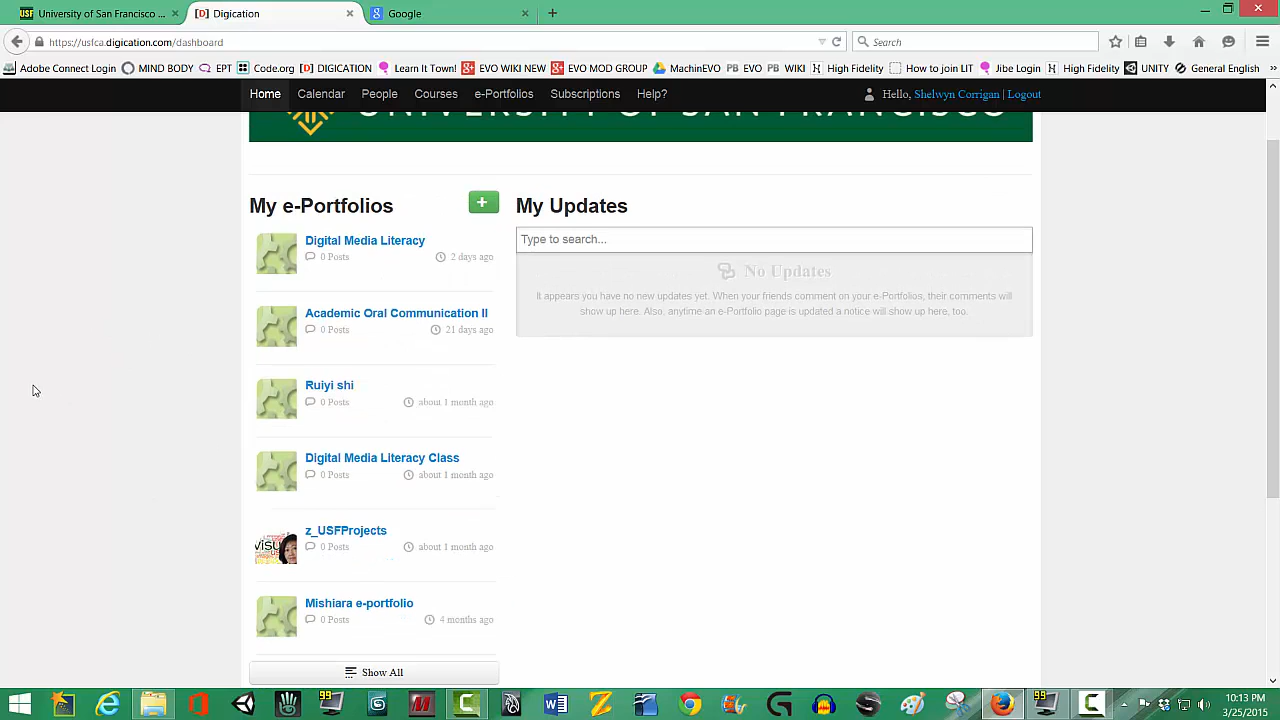 USF University of San Francisco ... ×
[D] Digication ×
Google ×
https://usfca.digication.com/dashboard
Search
Adobe Connect Login MIND BODY EPT Code.org [D] DIGICATION Learn It Town! EVO WIKI NEW EVO MOD GROUP MachinEVO PB EVO PB WIKI High Fidelity How to join LIT Jibe Login High Fidelity UNITY General English »
Home Calendar People Courses e-Portfolios Subscriptions Help? Hello, Shelwyn Corrigan | Logout
UNIVERSITY OF SAN FRANCISCO
My e-Portfolios
+
Digital Media Literacy
0 Posts 2 days ago
Academic Oral Communication II
0 Posts 21 days ago
Ruiyi shi
0 Posts about 1 month ago
Digital Media Literacy Class
0 Posts about 1 month ago
z_USFProjects
0 Posts about 1 month ago
Mishiara e-portfolio
0 Posts 4 months ago
Show All
My Updates
Type to search...
No Updates
It appears you have no new updates yet. When your friends comment on your e-Portfolios, their comments will
show up here. Also, anytime an e-Portfolio page is updated a notice will show up here, too.
10:13 PM
3/25/2015